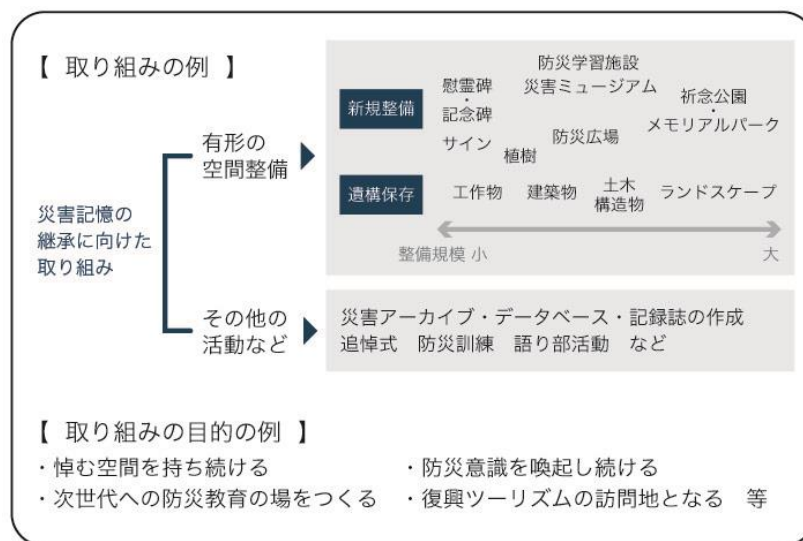 【 取り組みの例 】
災害記憶の
継承に向けた
取り組み
有形の
空間整備
新規整備
慰霊碑
・
記念碑
サイン
植樹
防災学習施設
災害ミュージアム
防災広場
祈念公園
・
メモリアルパーク
遺構保存
工作物
建築物
土木
構造物
ランドスケープ
整備規模 小
大
その他の
活動など
災害アーカイブ・データベース・記録誌の作成
追悼式 防災訓練 語り部活動 など
【 取り組みの目的の例 】
・悼む空間を持ち続ける
・防災意識を喚起し続ける
・次世代への防災教育の場をつくる
・復興ツーリズムの訪問地となる 等